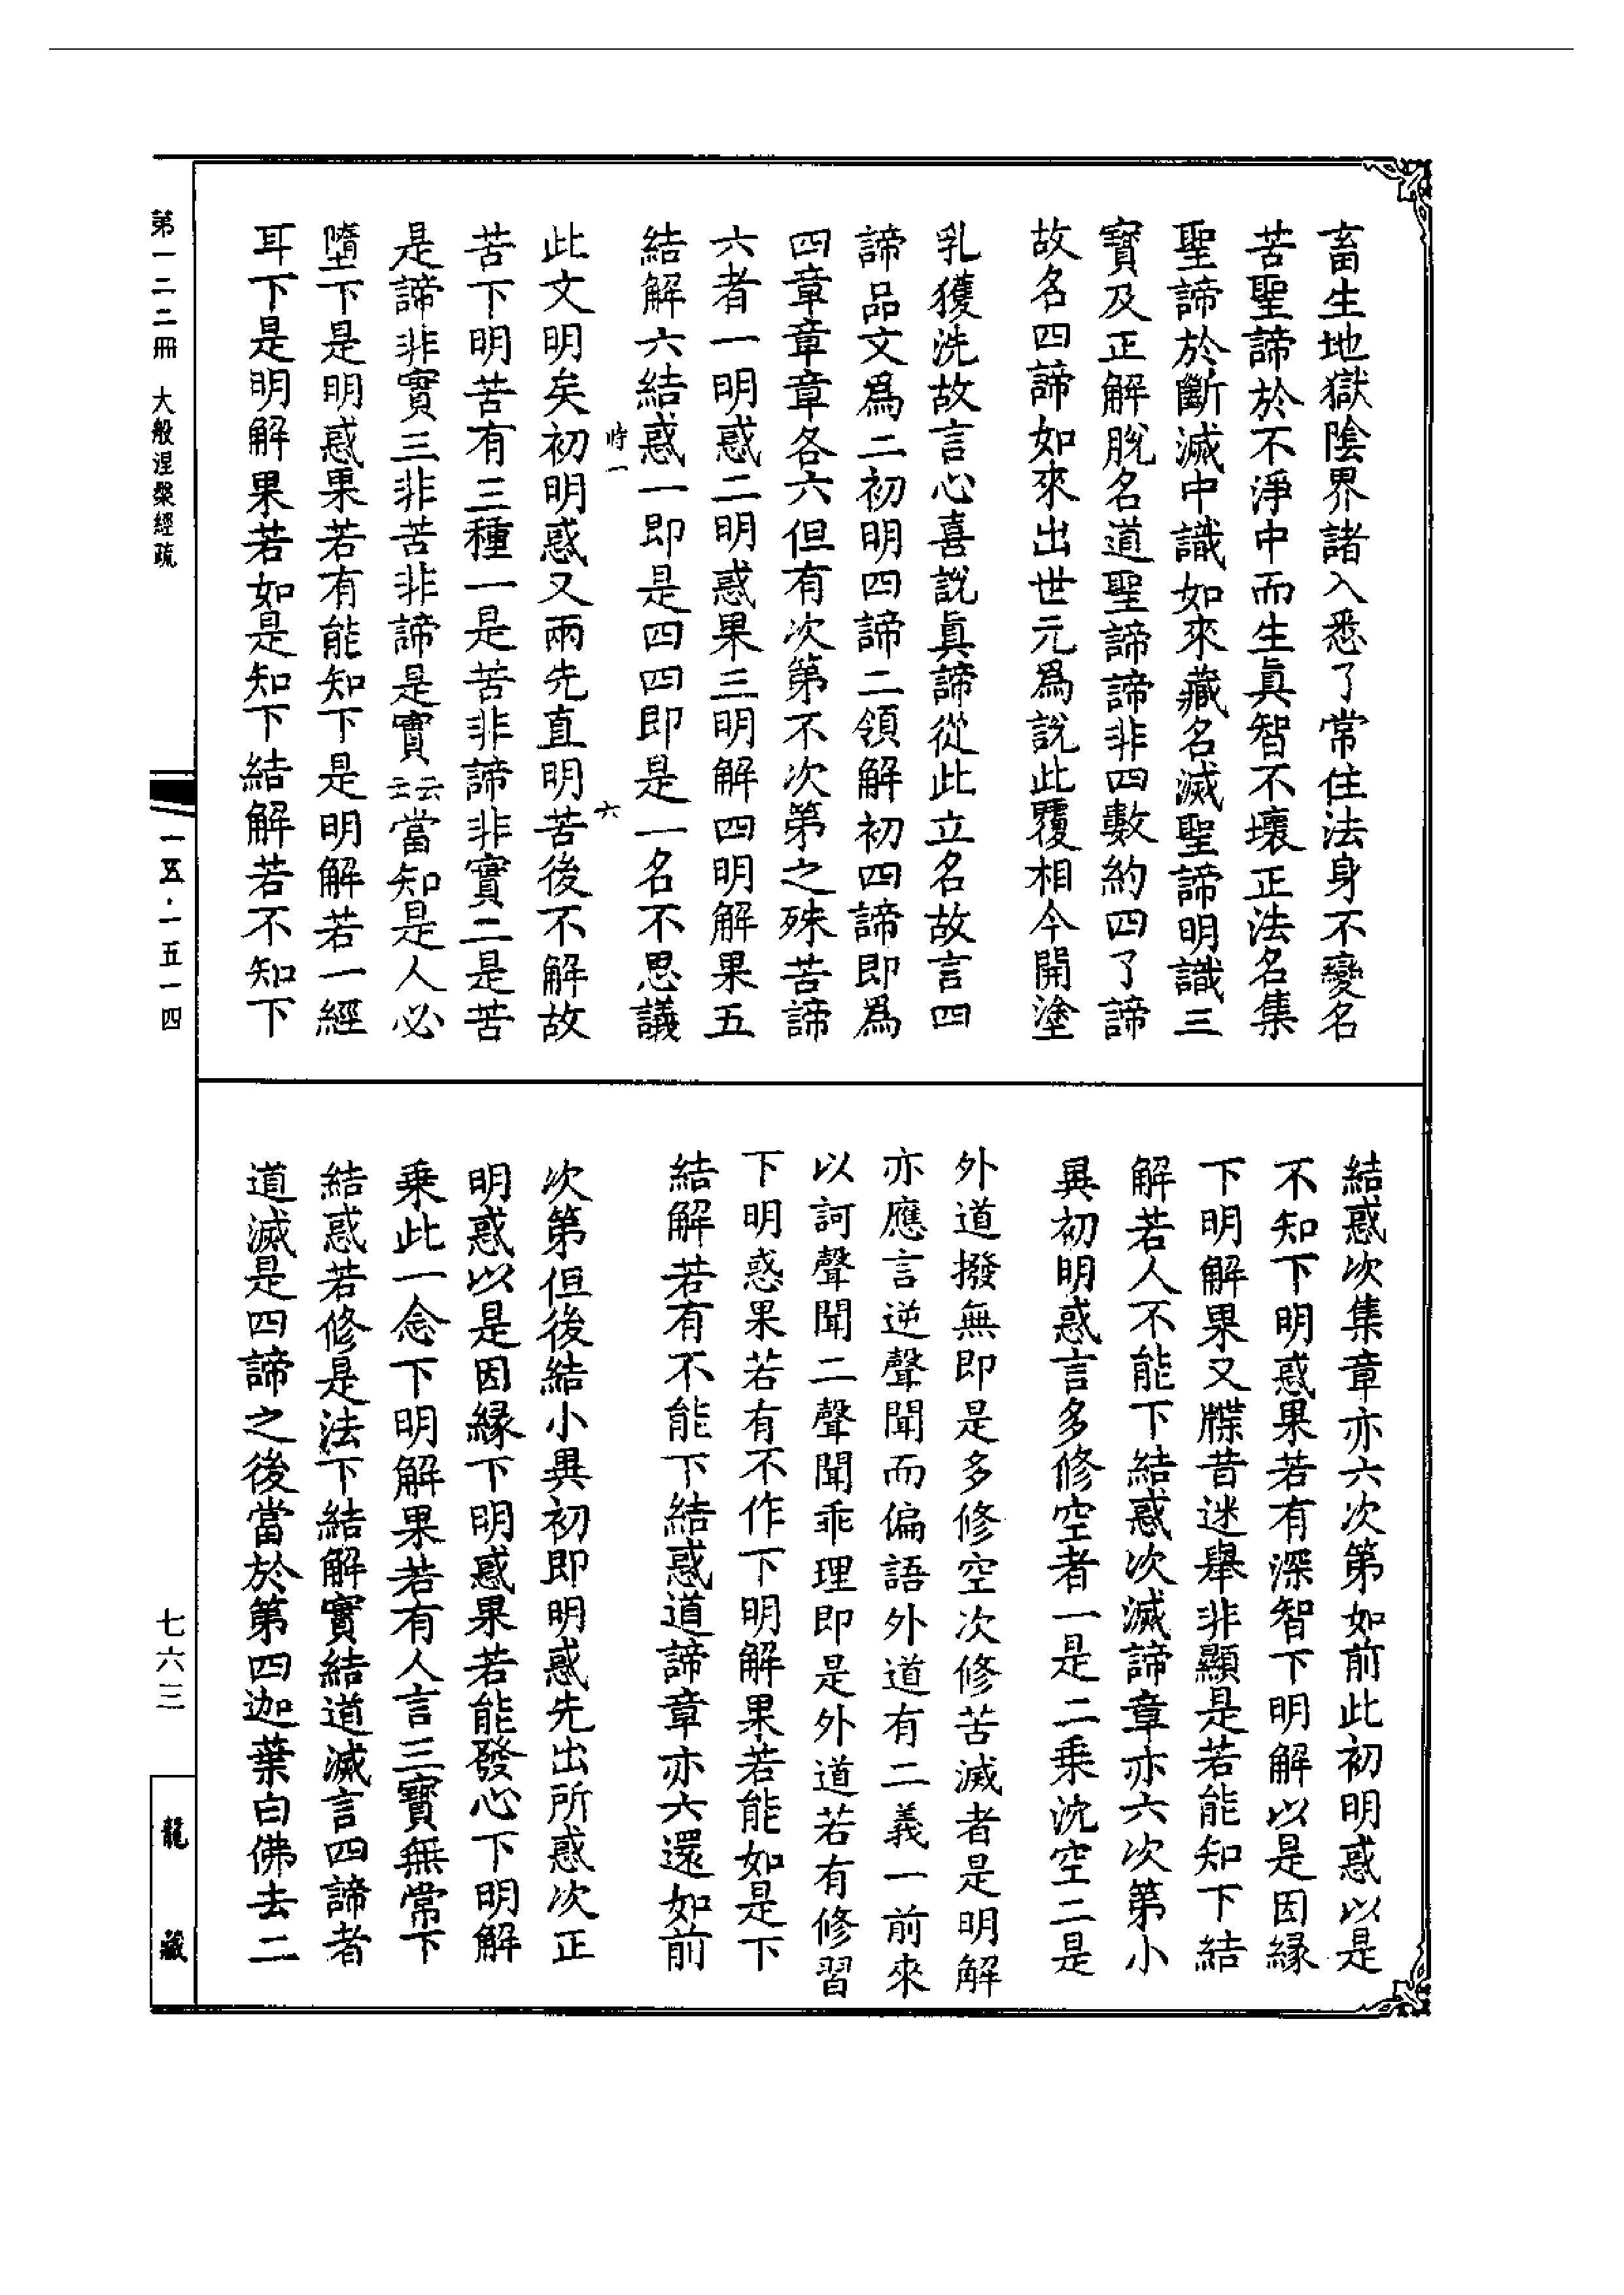 畜生地獄陰界諸入悉了常住法身不變名
苦聖諦於不淨中而生眞智不壞正法名集
聖諦於斷滅中識如來藏名滅聖諦明識三
寶及正解脫名道聖諦諦非四數約四了諦
故名四諦如來出世元爲說此覆相今開塗
乳獲洗故言心喜說眞諦從此立名故言四
諦品文爲二初明四諦二領解初四諦即爲
四章章章各六但有次第不次第之殊苦諦
六者一明惑二明惑果三明解四明解果五
結解六結惑一即是四四即是一名不思議
時一
六
此文明矣初明惑又兩先直明苦後不解故
苦下明苦有三種一是苦非諦非實二是苦
是諦非實三非苦非諦是實云云當知是人必
墮下是明惑果若有能知下是明解若一經
耳下是明解果若如是知下結解若不知下
結惑次集章亦六次第如前此初明惑以是
不知下明惑果若有深智下明解以是因緣
下明解果又牒昔迷舉非顯是若能知下結
解若人不能下結惑次滅諦章亦六次第小
異初明惑言多修空者一是二乘沈空二是
外道撥無即是多修空次修苦滅者是明解
亦應言逆聲聞而偏語外道有二義一前來
以訶聲聞二聲聞乖理即是外道若有修習
下明惑果若有不作下明解果若能如是下
結解若有不能下結惑道諦章亦六還如前
次第但後結小異初即明惑先出所惑次正
明惑以是因緣下明惑果若能發心下明解
乘此一念下明解果若有人言三寶無常下
結惑若修是法下結解實結道滅言四諦者
道滅是四諦之後當於第四迦葉白佛去二
第一二二冊 大般涅槃經疏
一五·一五一四
七六三
龍藏